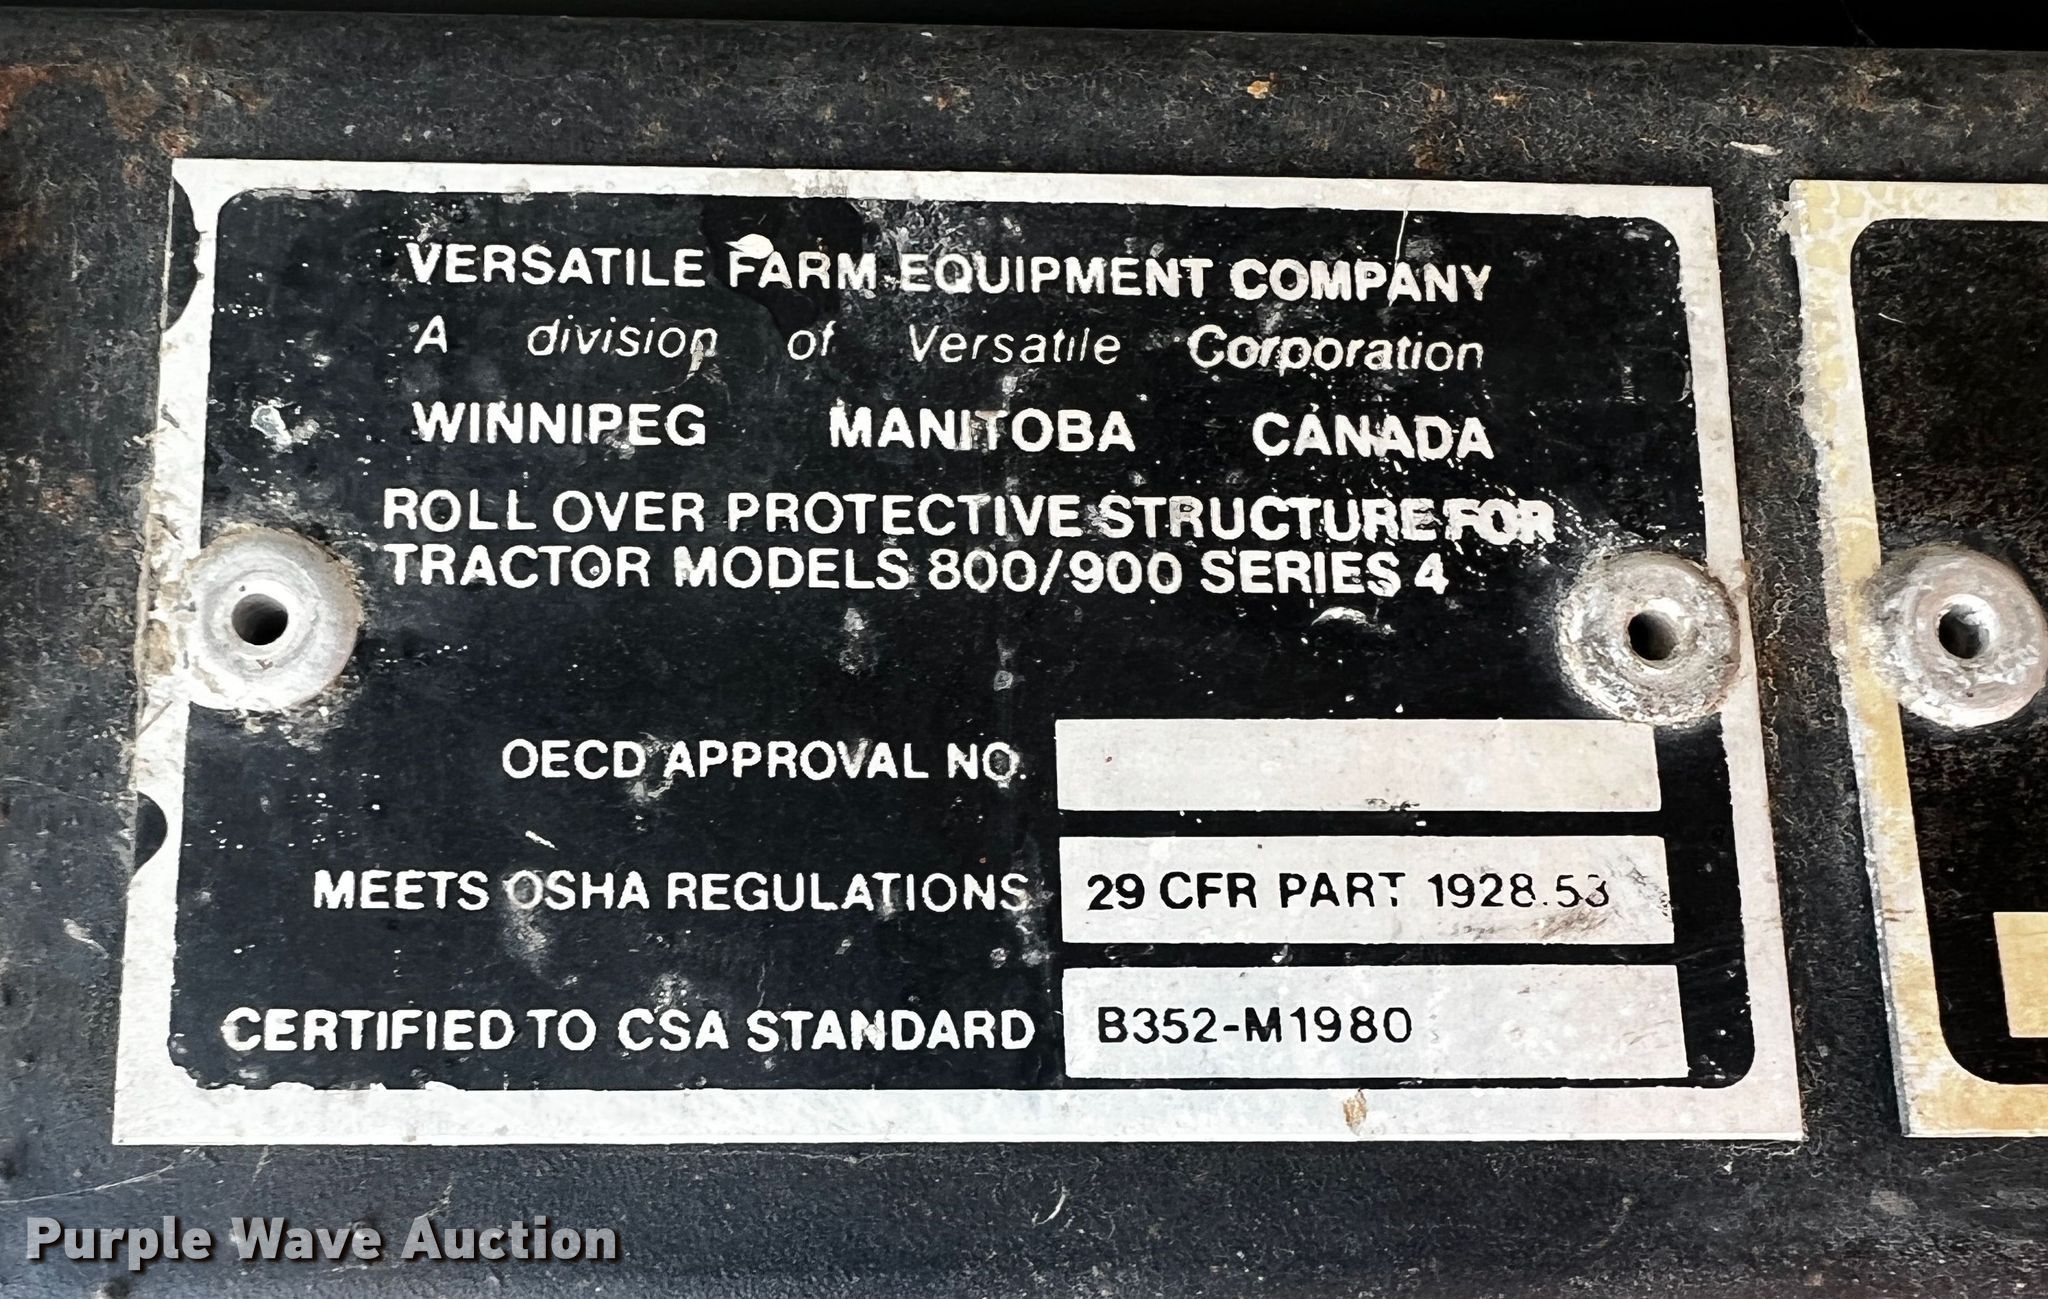 VERSATILE FARM EQUIPMENT COMPANY
A division of Versatile Corporation
WINNIPEG MANITOBA CANADA
ROLL OVER PROTECTIVE STRUCTURE FOR
TRACTOR MODELS 800/900 SERIES 4
OECD APPROVAL NO.
MEETS OSHA REGULATIONS 29 CFR PART 1928.53
CERTIFIED TO CSA STANDARD B352-M1980
Purple Wave Auction